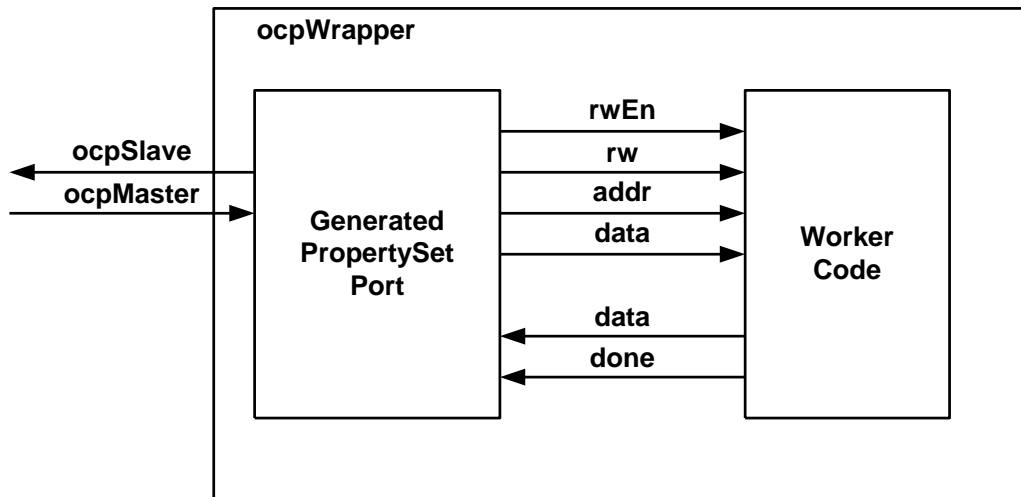 ocpWrapper
ocpSlave
ocpMaster
Generated
PropertySet
Port
rwEn
rw
addr
data
data
done
Worker
Code